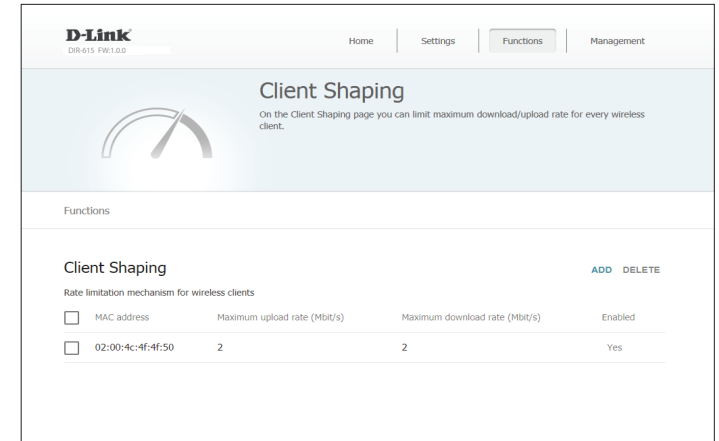 D-Link
DIR-615 FW:1.0.0
Home Settings Functions Management
Client Shaping
On the Client Shaping page you can limit maximum download/upload rate for every wireless
client.
Functions
Client Shaping ADD DELETE
Rate limitation mechanism for wireless clients
MAC address Maximum upload rate (Mbit/s) Maximum download rate (Mbit/s) Enabled
02:00:4c:4f:4f:50 2 2 Yes